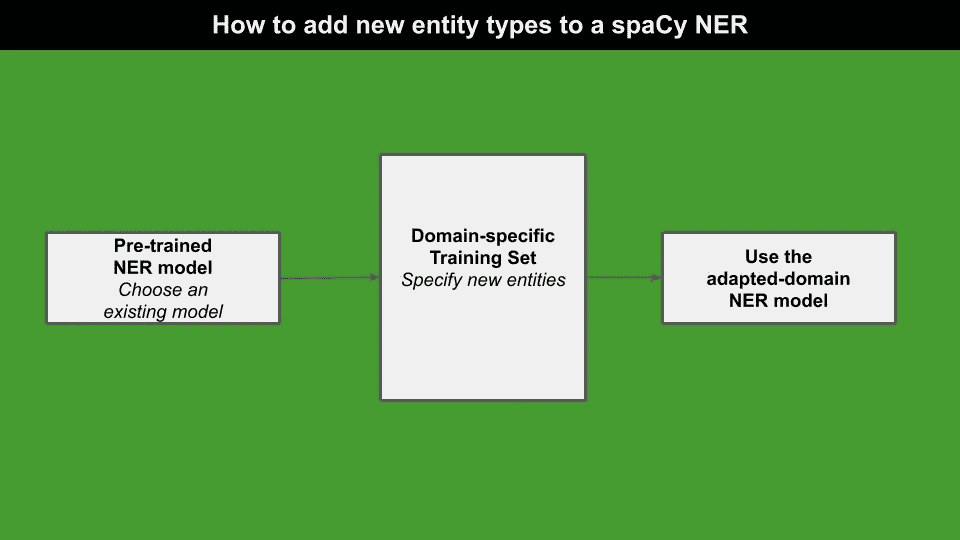 How to add new entity types to a spaCy NER
Pre-trained
NER model
Choose an
existing model
Domain-specific
Training Set
Specify new entities
Use the
adapted-domain
NER model